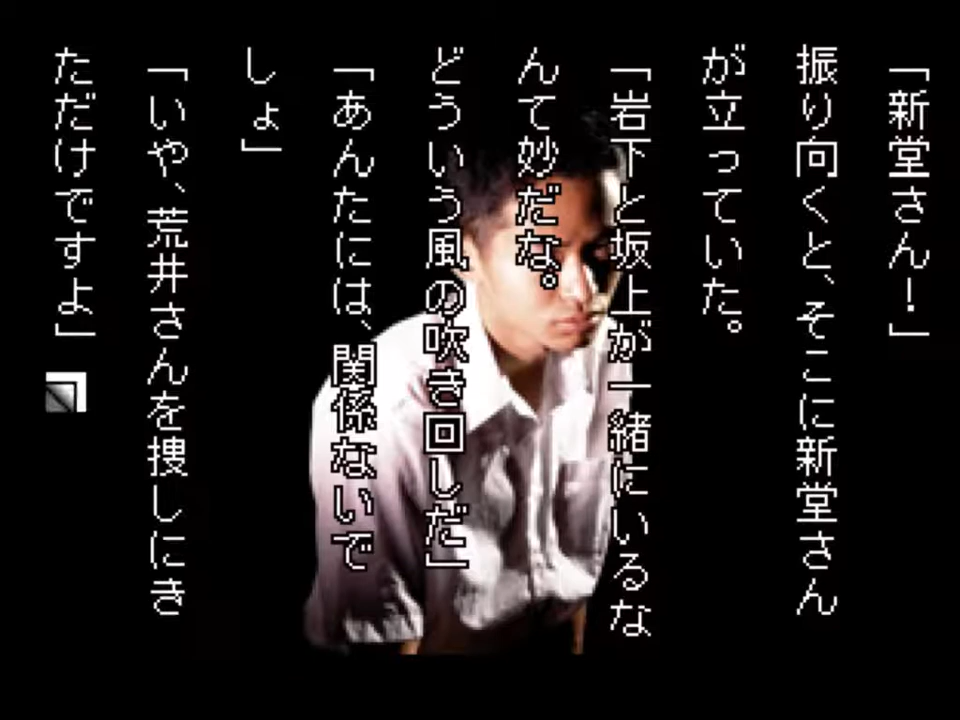 「新堂さん！」
振り向くと、そこに新堂さん
が立っていた。
「岩下と坂上が一緒にいるな
んて妙だな。
どういう風の吹き回しだ」
「あんたには、関係ないで
しょ」
「いや、荒井さんを捜しにき
ただけですよ」